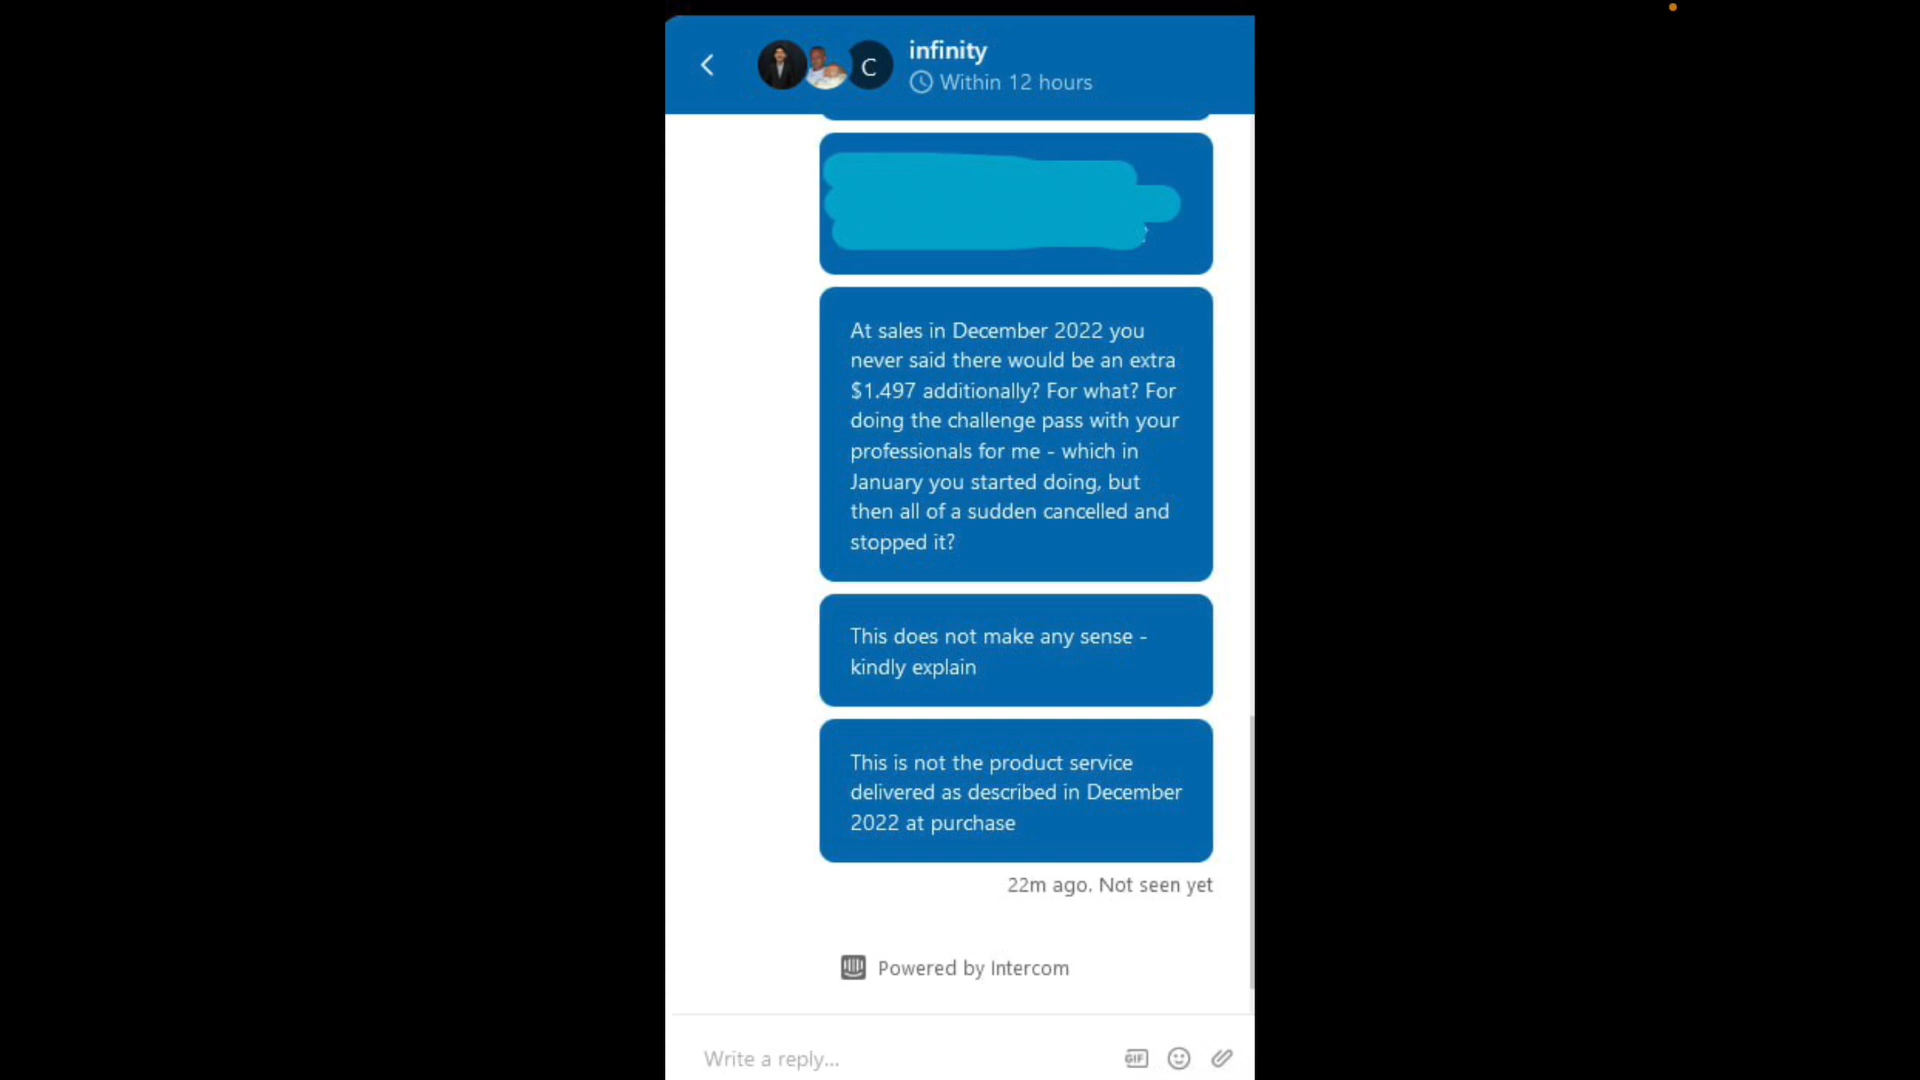 C
infinity
Within 12 hours
At sales in December 2022 you
never said there would be an extra
$1.497 additionally? For what? For
doing the challenge pass with your
professionals for me - which in
January you started doing, but
then all of a sudden cancelled and
stopped it?
This does not make any sense -
kindly explain
This is not the product service
delivered as described in December
2022 at purchase
22m ago. Not seen yet
Powered by Intercom
Write a reply...
GIF